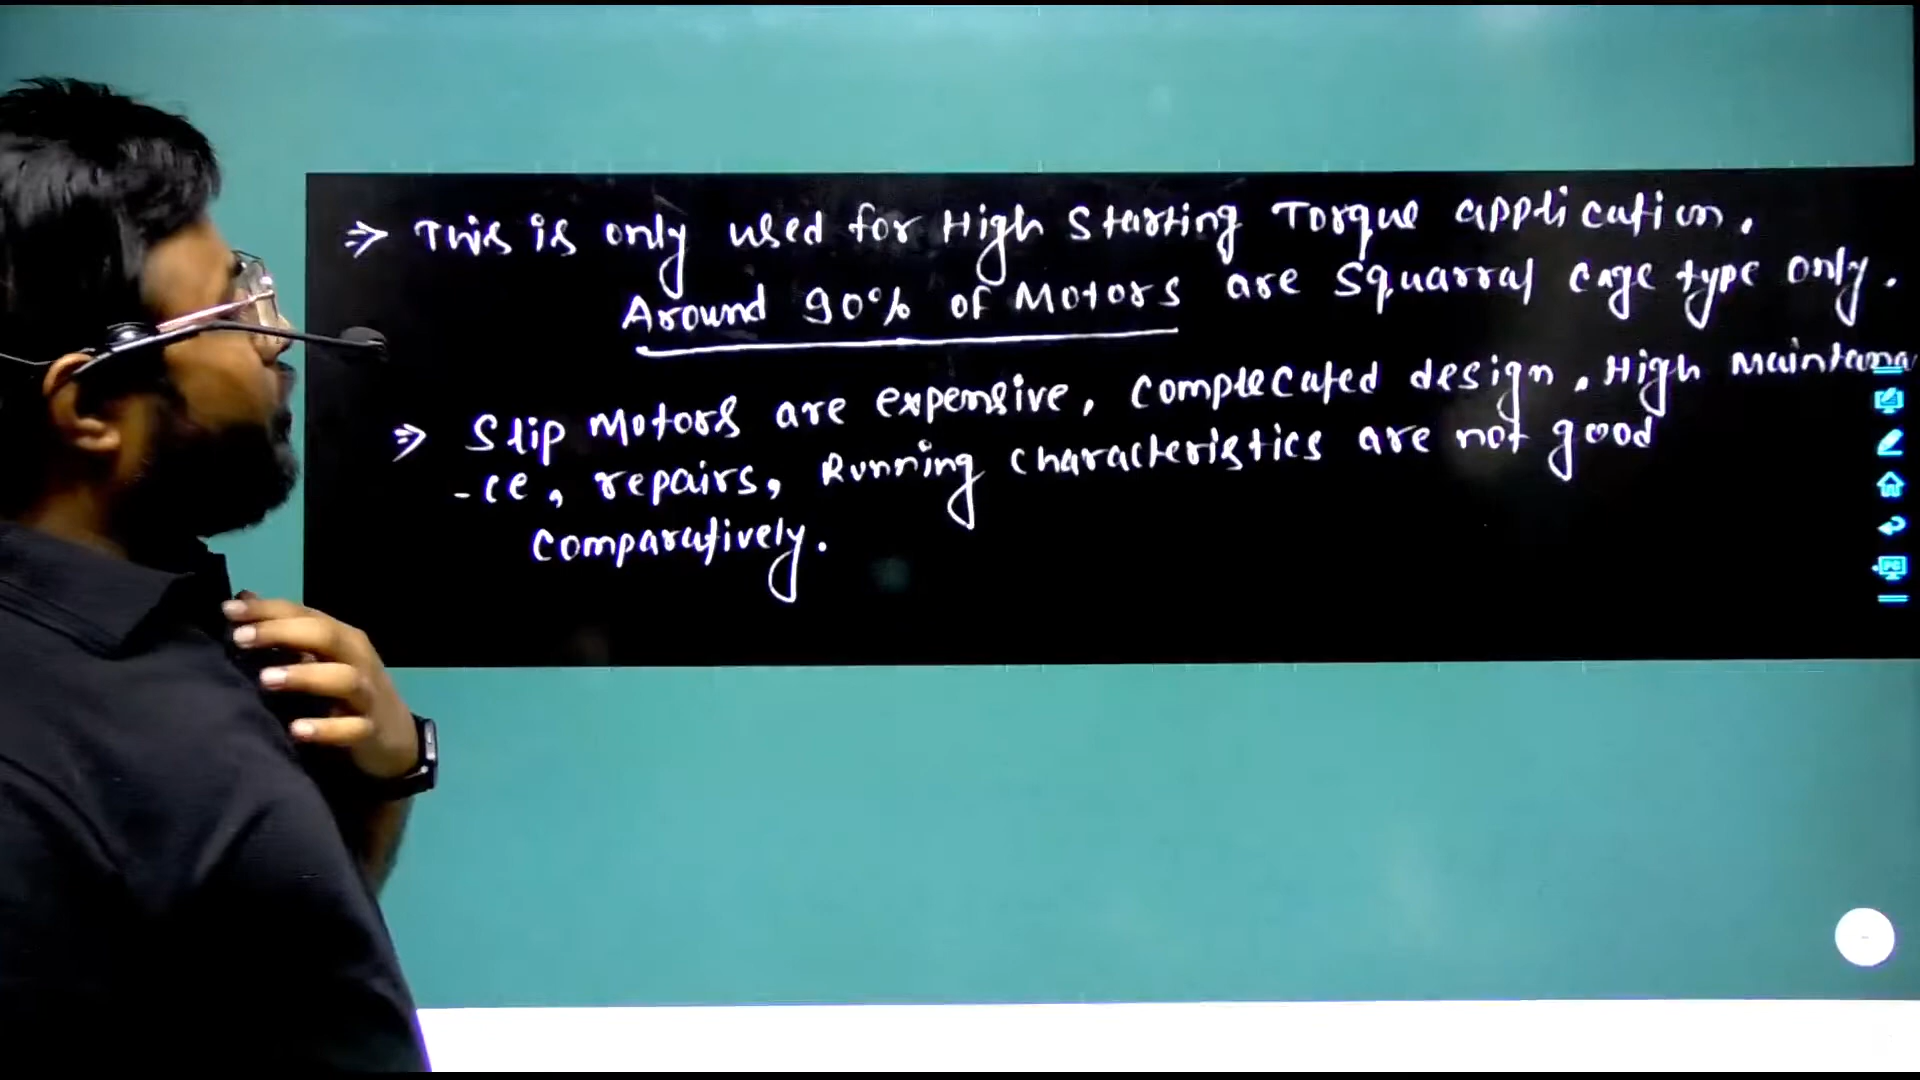 ⇒ This is only used for High Starting Torque application.
Around 90% of Motors are Squarral cage type only.
⇒ Slip Motors are expensive, complecated design, High maintana
-ce, repairs, Running characteristics are not good
comparatively.